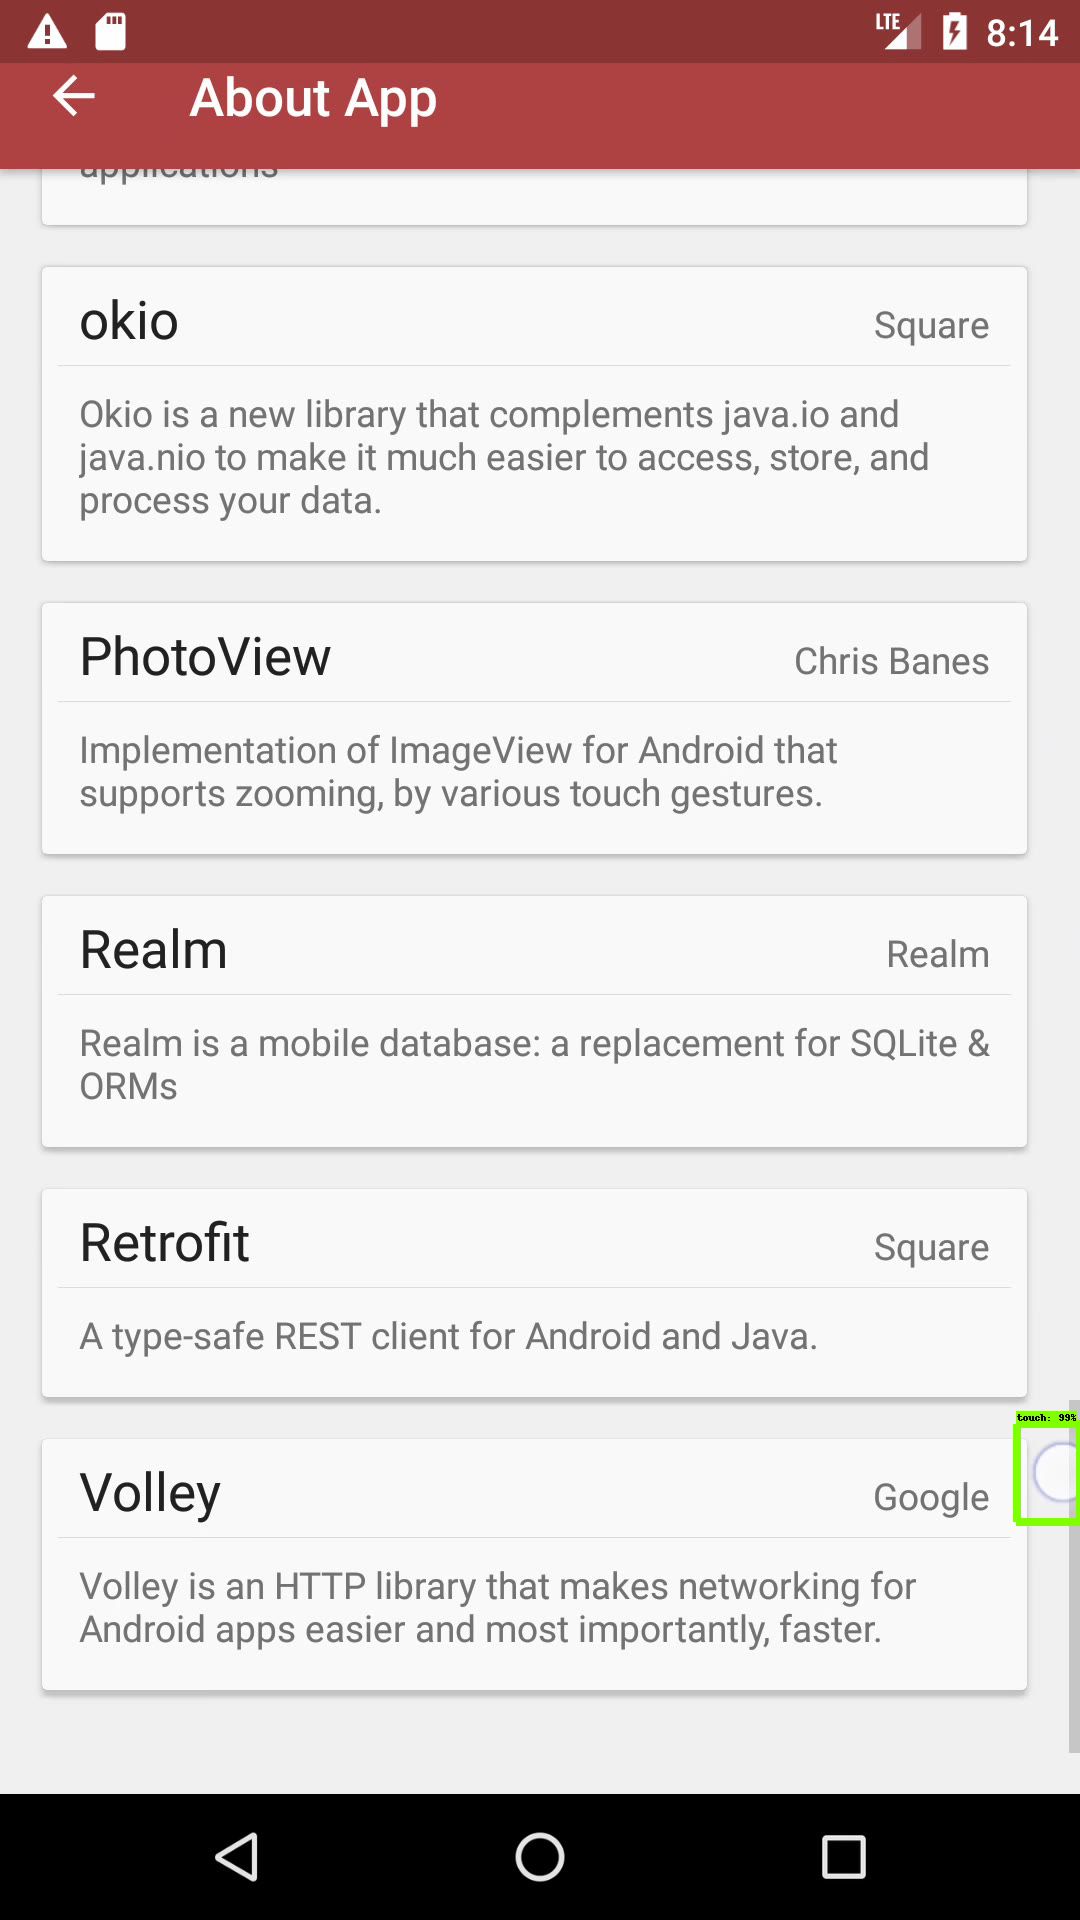 LTE 8:14
About App
applications
okio Square
Okio is a new library that complements java.io and
java.nio to make it much easier to access, store, and
process your data.
PhotoView Chris Banes
Implementation of ImageView for Android that
supports zooming, by various touch gestures.
Realm Realm
Realm is a mobile database: a replacement for SQLite &
ORMs
Retrofit Square
A type-safe REST client for Android and Java.
touch: 99%
Volley Google
Volley is an HTTP library that makes networking for
Android apps easier and most importantly, faster.